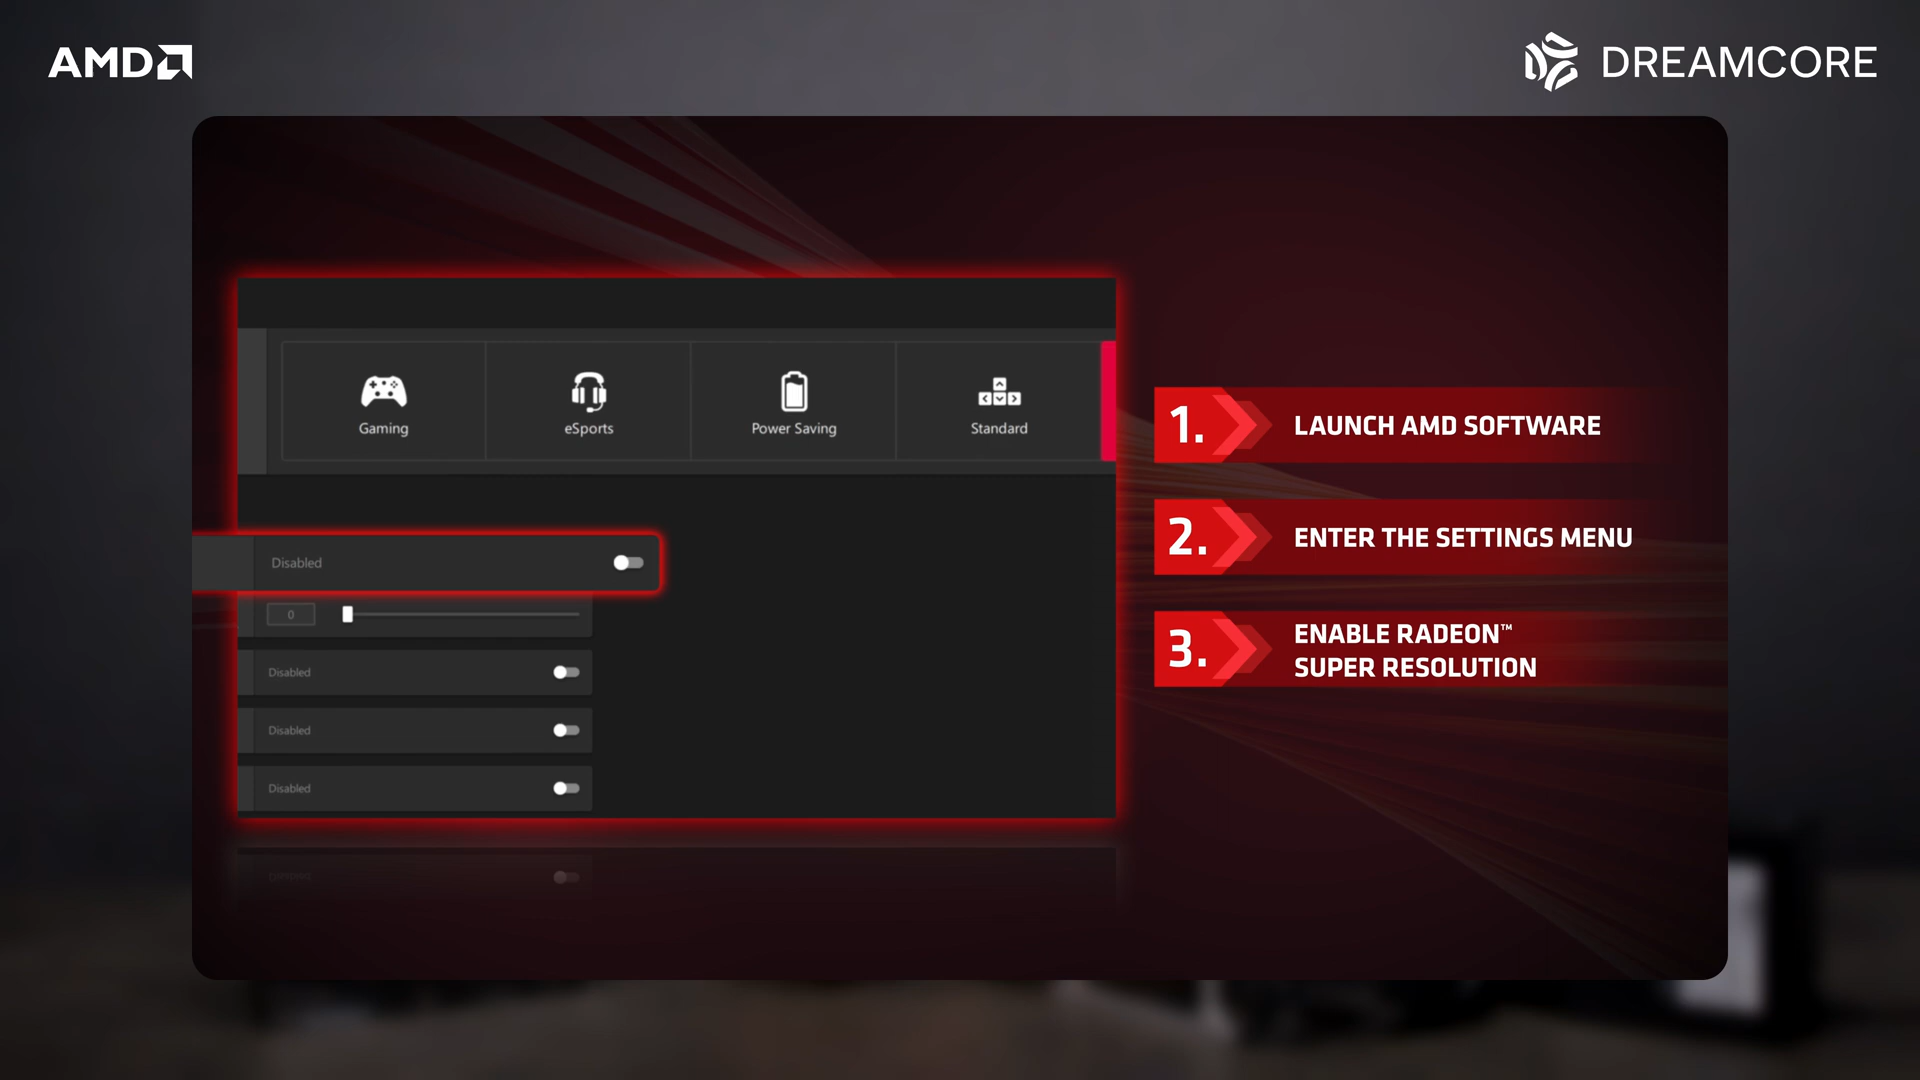 AMD
DREAMCORE
Gaming
eSports
Power Saving
Standard
Disabled
0
Disabled
Disabled
Disabled
Disabled
1. LAUNCH AMD SOFTWARE
2. ENTER THE SETTINGS MENU
3. ENABLE RADEON™
SUPER RESOLUTION